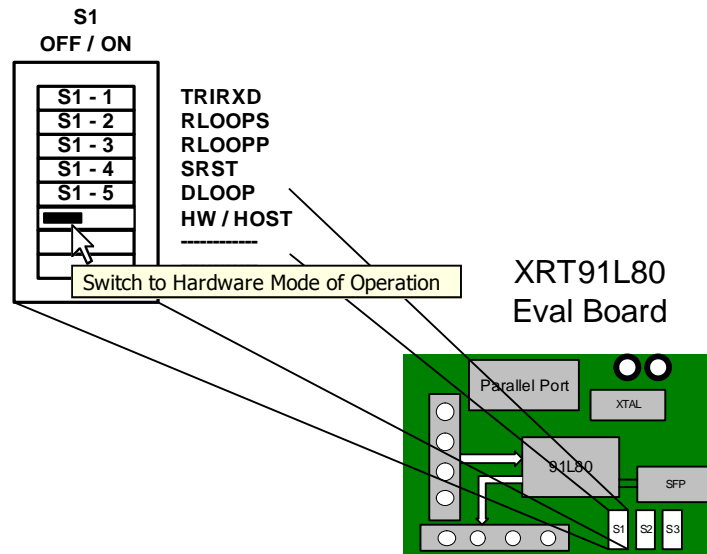 S1
OFF / ON
S1 - 1 TRIRXD
S1 - 2 RLOOPS
S1 - 3 RLOOPP
S1 - 4 SRST
S1 - 5 DLOOP
HW / HOST
------------
Switch to Hardware Mode of Operation
XRT91L80
Eval Board
Parallel Port
XTAL
91L80
SFP
S1 S2 S3